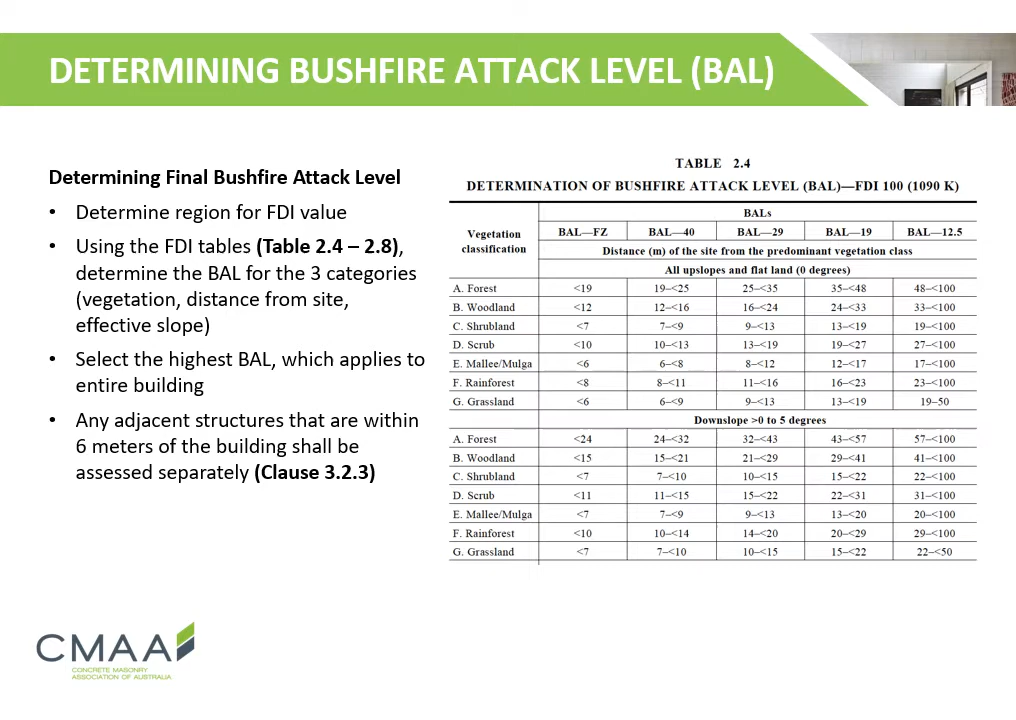 DETERMINING BUSHFIRE ATTACK LEVEL (BAL)
Determining Final Bushfire Attack Level
• Determine region for FDI value
• Using the FDI tables (Table 2.4 – 2.8),
determine the BAL for the 3 categories
(vegetation, distance from site,
effective slope)
• Select the highest BAL, which applies to
entire building
• Any adjacent structures that are within
6 meters of the building shall be
assessed separately (Clause 3.2.3)
TABLE 2.4
DETERMINATION OF BUSHFIRE ATTACK LEVEL (BAL)—FDI 100 (1090 K)
Vegetation
classification
BALs
BAL—FZ BAL—40 BAL—29 BAL—19 BAL—12.5
Distance (m) of the site from the predominant vegetation class
All upslopes and flat land (0 degrees)
A. Forest <19 19–<25 25–<35 35–<48 48–<100
B. Woodland <12 12–<16 16–<24 24–<33 33–<100
C. Shrubland <7 7–<9 9–<13 13–<19 19–<100
D. Scrub <10 10–<13 13–<19 19–<27 27–<100
E. Mallee/Mulga <6 6–<8 8–<12 12–<17 17–<100
F. Rainforest <8 8–<11 11–<16 16–<23 23–<100
G. Grassland <6 6–<9 9–<13 13–<19 19–50
Downslope >0 to 5 degrees
A. Forest <24 24–<32 32–<43 43–<57 57–<100
B. Woodland <15 15–<21 21–<29 29–<41 41–<100
C. Shrubland <7 7–<10 10–<15 15–<22 22–<100
D. Scrub <11 11–<15 15–<22 22–<31 31–<100
E. Mallee/Mulga <7 7–<9 9–<13 13–<20 20–<100
F. Rainforest <10 10–<14 14–<20 20–<29 29–<100
G. Grassland <7 7–<10 10–<15 15–<22 22–<50
CMAA
CONCRETE MASONRY
ASSOCIATION OF AUSTRALIA